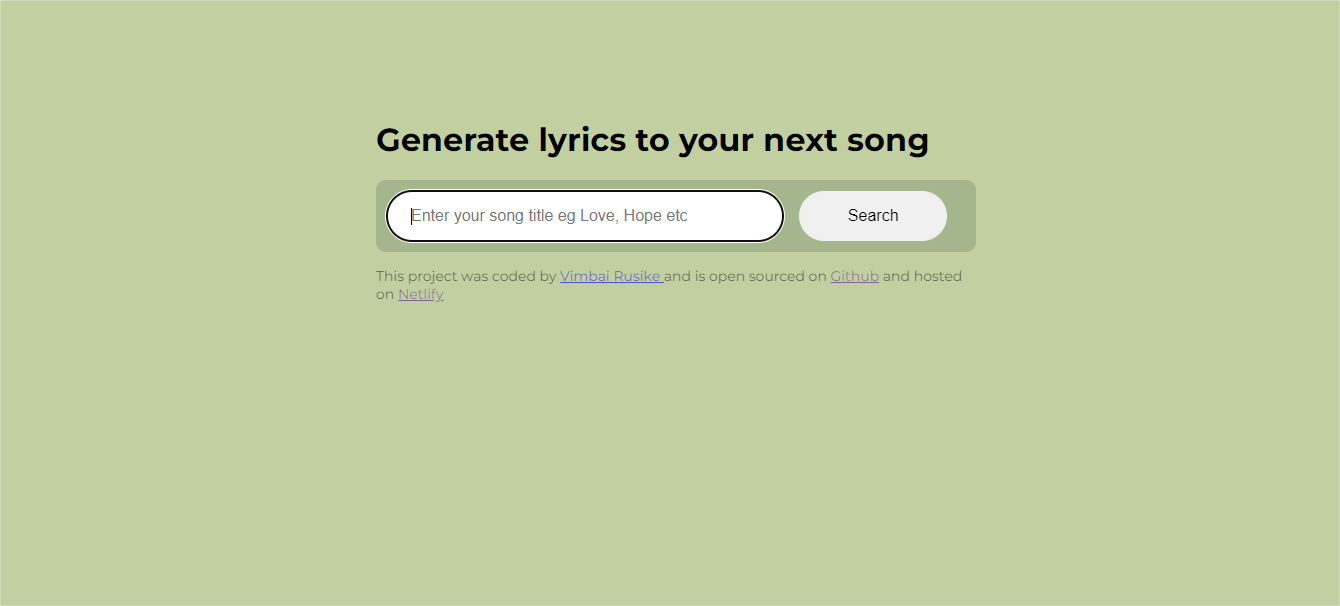 Generate lyrics to your next song
Enter your song title eg Love, Hope etc
Search
This project was coded by Vimbai Rusike and is open sourced on Github and hosted
on Netlify